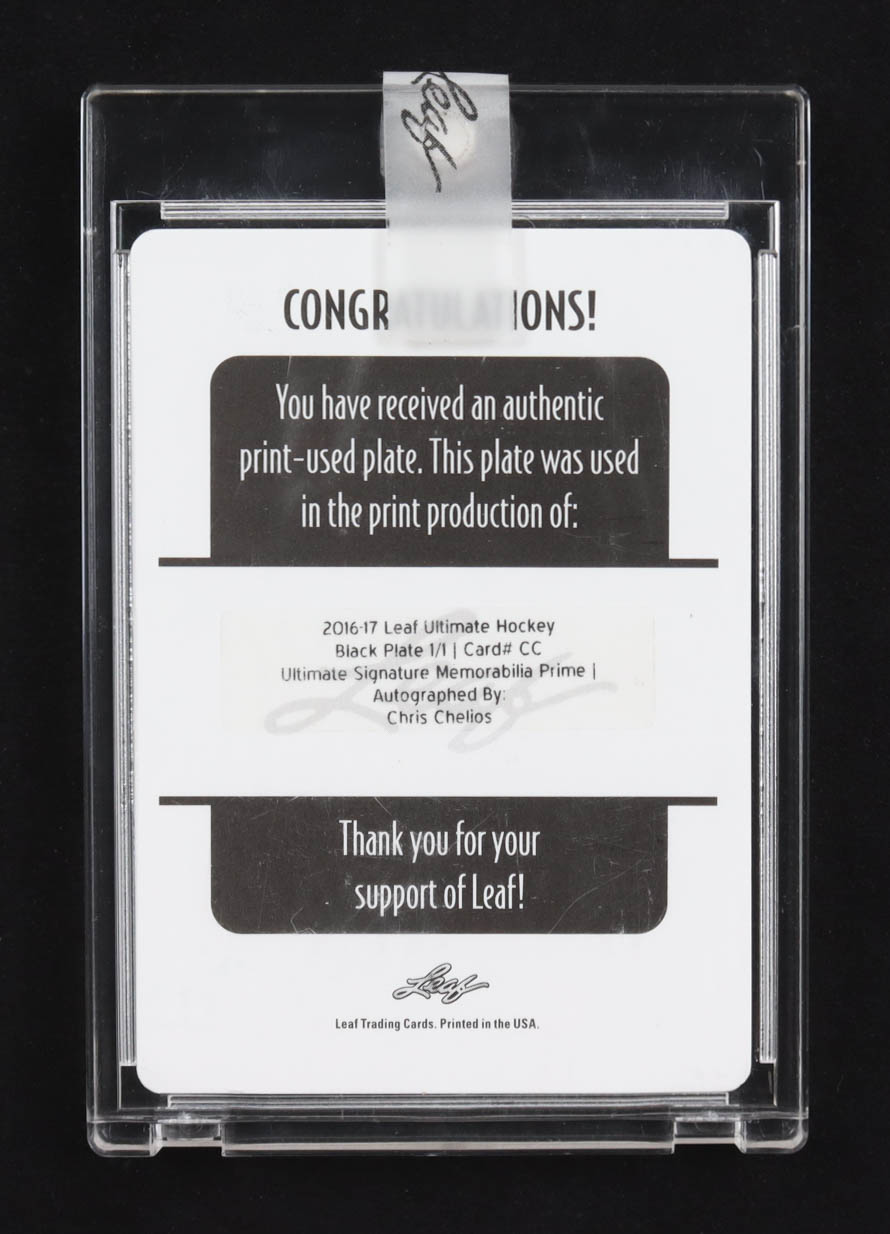 Leaf
CONGRATULATIONS!
You have received an authentic
print-used plate. This plate was used
in the print production of:
2016-17 Leaf Ultimate Hockey
Black Plate 1/1 | Card# CC
Ultimate Signature Memorabilia Prime |
Autographed By:
Chris Chelios
Thank you for your
support of Leaf!
Leaf
Leaf Trading Cards. Printed in the USA.